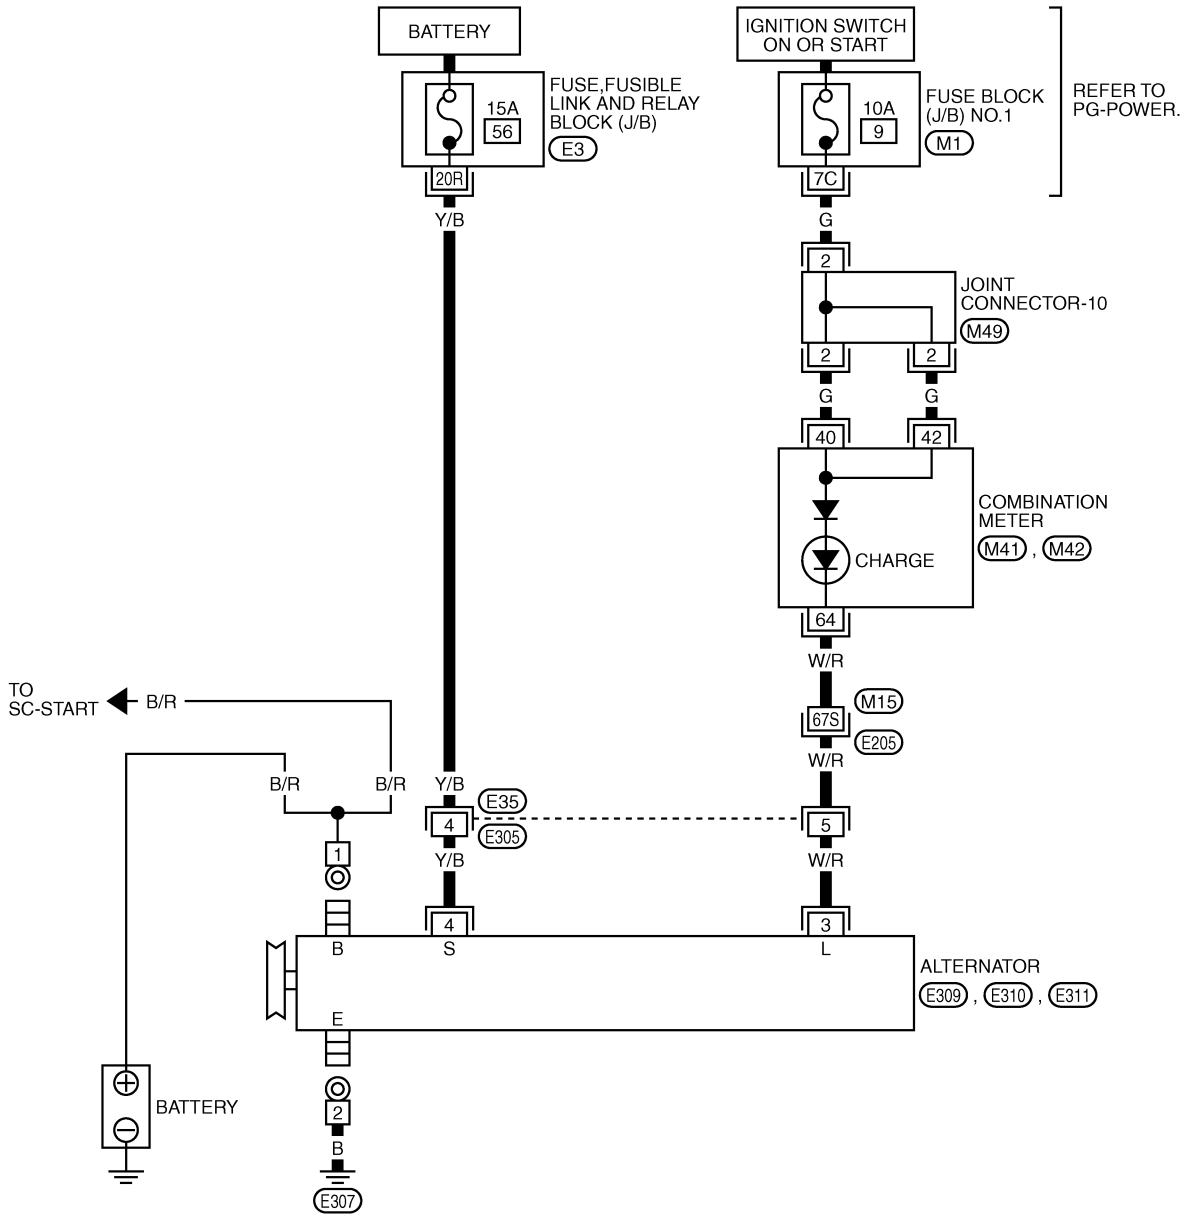 BATTERY
IGNITION SWITCH
ON OR START
FUSE,FUSIBLE
LINK AND RELAY
BLOCK (J/B)
E3
15A
56
20R
Y/B
10A
9
FUSE BLOCK
(J/B) NO.1
M1
7C
G
REFER TO
PG-POWER.
2
JOINT
CONNECTOR-10
M49
2
2
G
G
40
42
COMBINATION
METER
M41 , M42
CHARGE
64
W/R
TO
SC-START
B/R
M15
67S
E205
W/R
B/R
B/R
Y/B
E35
4
5
E305
1
Y/B
W/R
4
3
B
S
L
ALTERNATOR
E309 , E310 , E311
E
+
BATTERY
−
2
B
E307